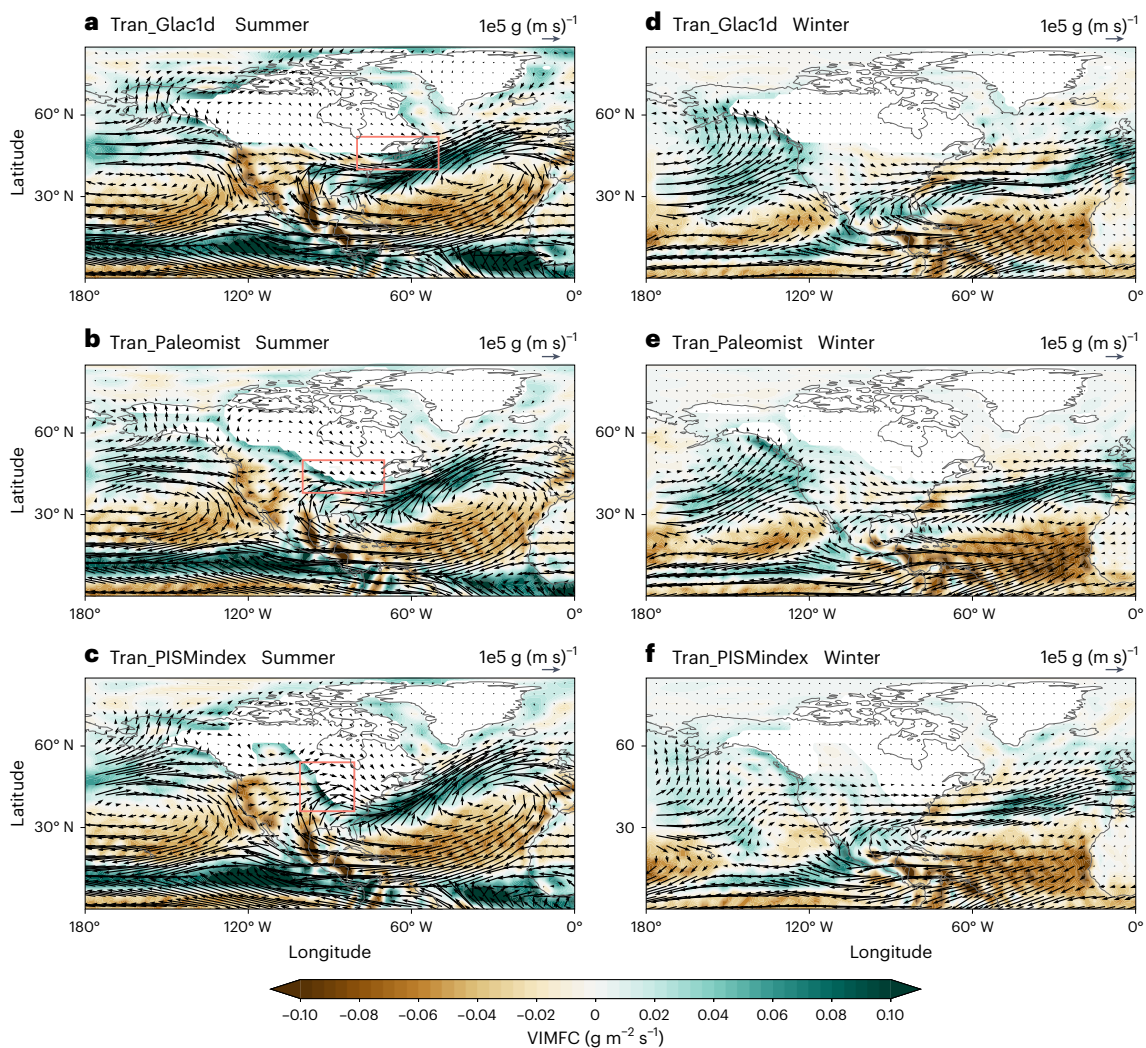 a Tran_Glac1d Summer 1e5 g (m s)⁻¹
Latitude
60° N
30° N
180° 120° W 60° W 0°
d Tran_Glac1d Winter 1e5 g (m s)⁻¹
60° N
30° N
180° 120° W 60° W 0°
b Tran_Paleomist Summer 1e5 g (m s)⁻¹
Latitude
60° N
30° N
180° 120° W 60° W 0°
e Tran_Paleomist Winter 1e5 g (m s)⁻¹
60° N
30° N
180° 120° W 60° W 0°
c Tran_PISMindex Summer 1e5 g (m s)⁻¹
Latitude
60° N
30° N
180° 120° W 60° W 0°
Longitude
f Tran_PISMindex Winter 1e5 g (m s)⁻¹
60
30
180° 120° W 60° W 0°
Longitude
−0.10 −0.08 −0.06 −0.04 −0.02 0 0.02 0.04 0.06 0.08 0.10
VIMFC (g m⁻² s⁻¹)